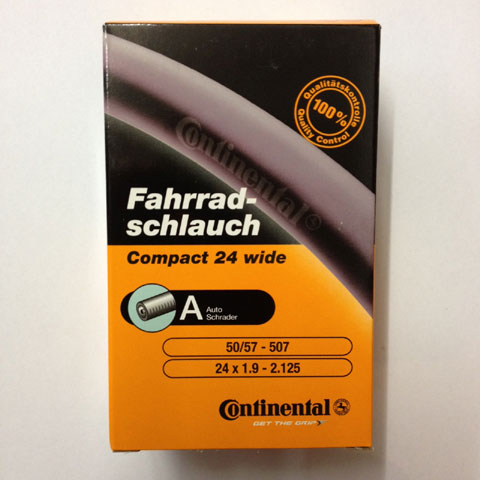 Qualitätskontrolle
100%
Quality Control
Continental
Fahrrad-
schlauch
Compact 24 wide
A Auto
Schrader
50/57 - 507
24 x 1.9 - 2.125
Continental
GET THE GRIP